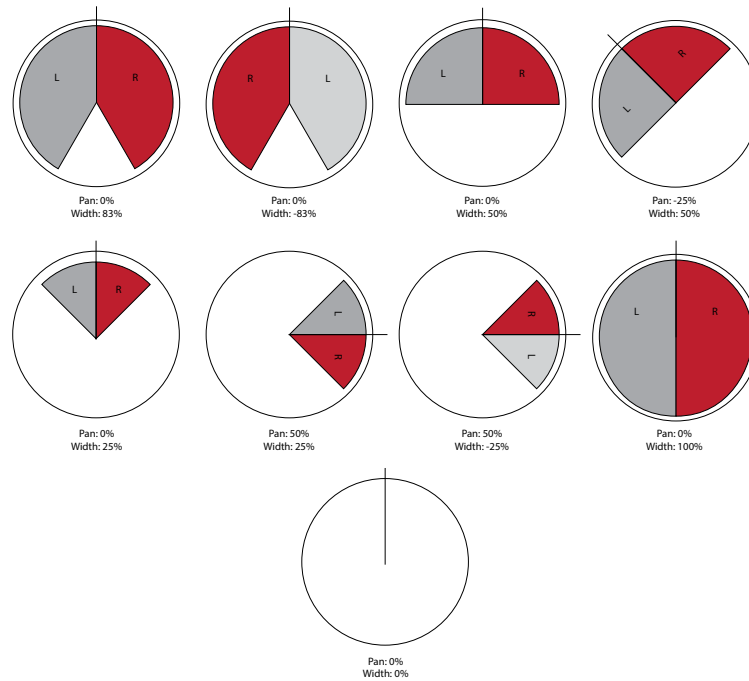 L R
R L
L R
L R
Pan: 0%
Width: 83%
Pan: 0%
Width: -83%
Pan: 0%
Width: 50%
Pan: -25%
Width: 50%
L R
L
R
R
L
L R
Pan: 0%
Width: 25%
Pan: 50%
Width: 25%
Pan: 50%
Width: -25%
Pan: 0%
Width: 100%
Pan: 0%
Width: 0%